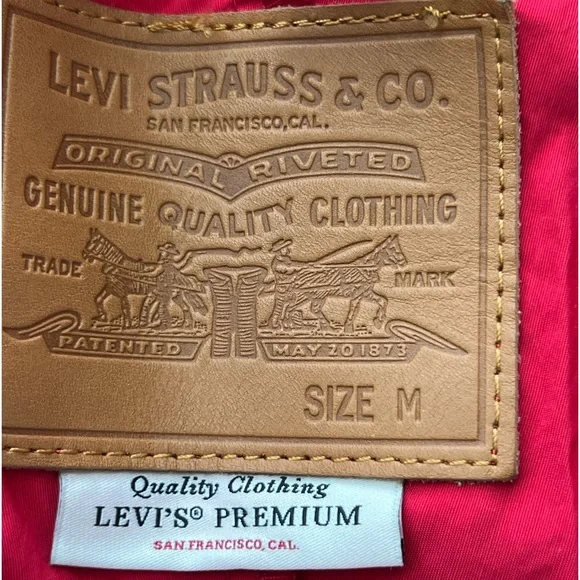 LEVI STRAUSS & CO.
SAN FRANCISCO, CAL.
ORIGINAL RIVETED
GENUINE QUALITY CLOTHING
TRADE MARK
PATENTED MAY 20 1873
SIZE M
Quality Clothing
LEVI'S® PREMIUM
SAN FRANCISCO, CAL.